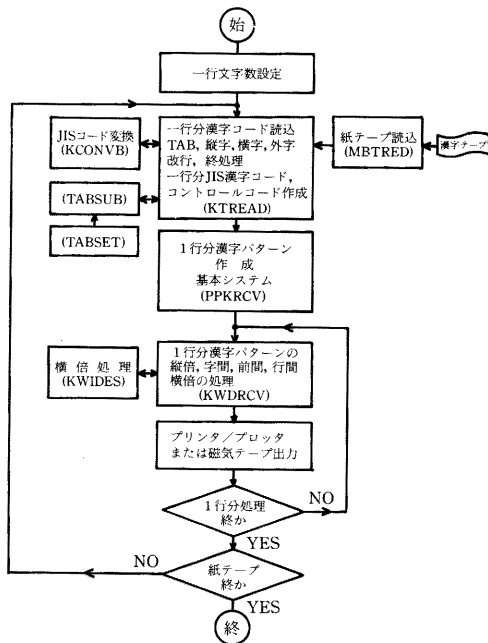 始
一行文字数設定
JISコード変換
(KCONVB)
一行分漢字コード読込
TAB, 縦字, 横字, 外字
改行, 終処理
一行分JIS漢字コード,
コントロールコード作成
(KTREAD)
紙テープ読込
(MBTRED)
漢字テープ
(TABSUB)
(TABSET)
1行分漢字パターン
作 成
基本システム
(PPKRCV)
横 倍 処 理
(KWIDES)
1行分漢字パターンの
縦倍, 字間, 前間, 行間
横倍の処理
(KWDRCV)
プリンタ/プロッタ
または磁気テープ出力
1行分処理
終か
NO
YES
紙テープ
終か
NO
YES
終